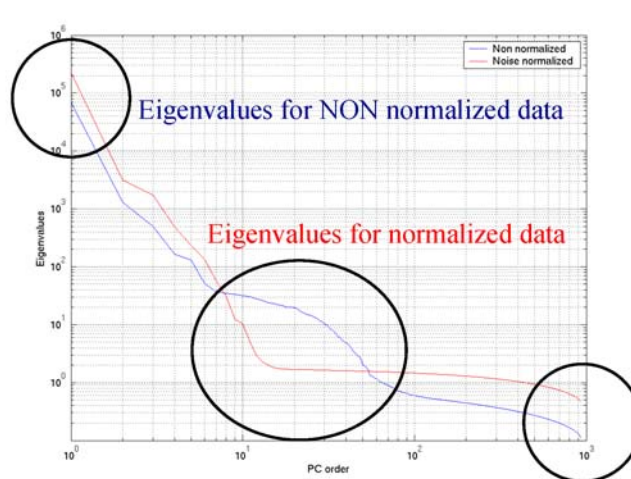 10^6
Non normalized
Noise normalized
10^5
Eigenvalues for NON normalized data
10^4
10^3
Eigenvalues for normalized data
Eigenvalues
10^2
10^1
10^0
10^0
10^1
10^2
10^3
PC order